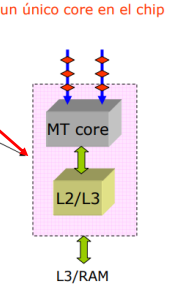 un único core en el chip
MT core
L2/L3
L3/RAM